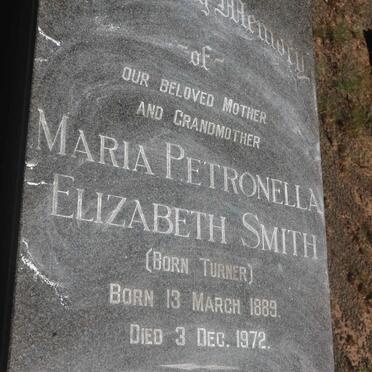 Memory
-of-
OUR BELOVED MOTHER
AND GRANDMOTHER
MARIA PETRONELLA
ELIZABETH SMITH
(BORN TURNER)
BORN 13 MARCH 1889.
DIED 3 DEC. 1972.